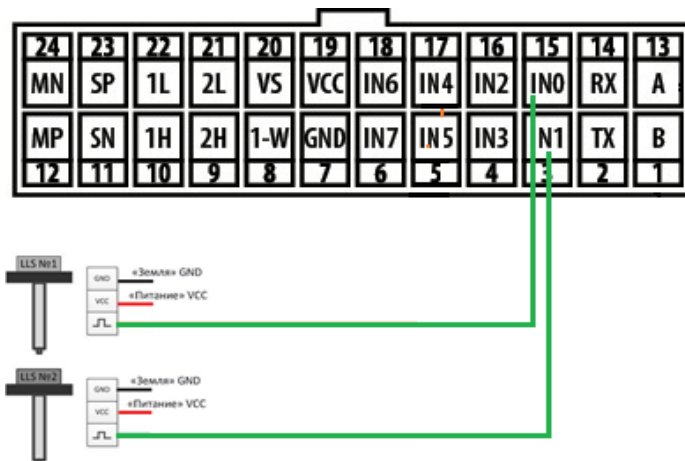 24 23 22 21 20 19 18 17 16 15 14 13
MN SP 1L 2L VS VCC IN6 IN4 IN2 IN0 RX A
MP SN 1H 2H 1-W GND IN7 IN5 IN3 N1 TX B
12 11 10 9 8 7 6 5 4 3 2 1
LLS №1
GND «Земля» GND
VCC «Питание» VCC
LLS №2
GND «Земля» GND
VCC «Питание» VCC